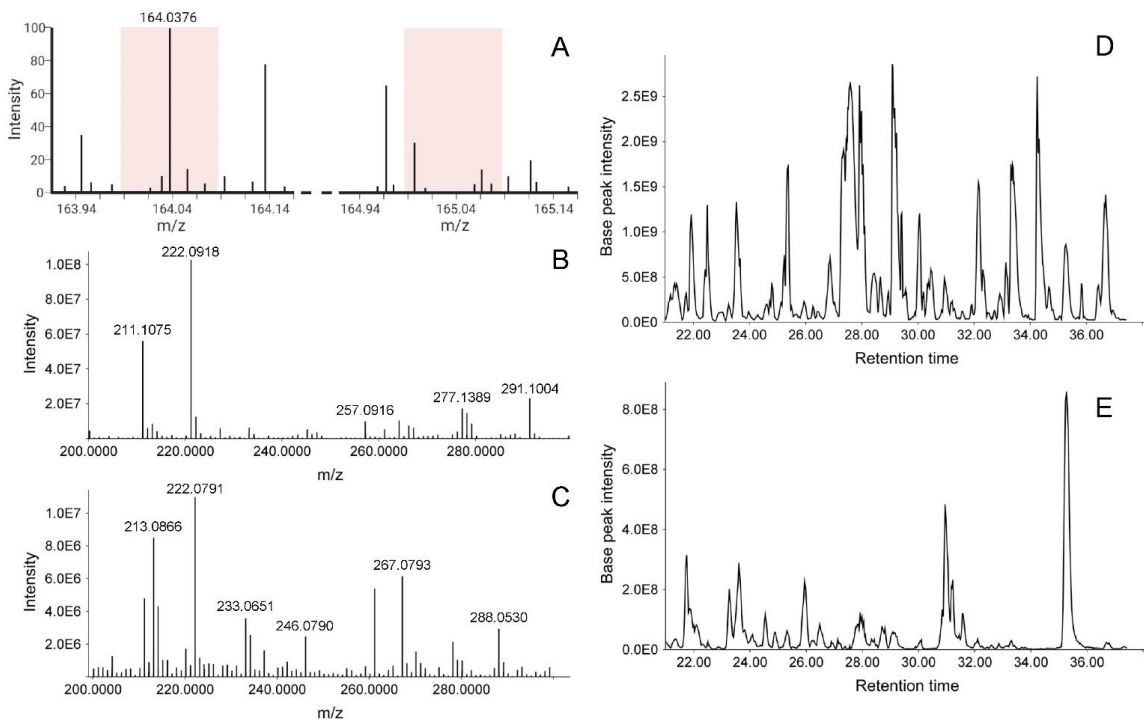 A
164.0376
Intensity
100
80
60
40
20
0
163.94 164.04 164.14 164.94 165.04 165.14
m/z m/z
B
222.0918
211.1075
257.0916
277.1389
291.1004
Intensity
1.0E8
8.0E7
6.0E7
4.0E7
2.0E7
200.0000 220.0000 240.0000 260.0000 280.0000
m/z
C
222.0791
213.0866
233.0651
246.0790
267.0793
288.0530
Intensity
1.0E7
8.0E6
6.0E6
4.0E6
2.0E6
200.0000 220.0000 240.0000 260.0000 280.0000
m/z
D
Base peak intensity
2.5E9
2.0E9
1.5E9
1.0E9
5.0E8
0.0E0
22.00 24.00 26.00 28.00 30.00 32.00 34.00 36.00
Retention time
E
Base peak intensity
8.0E8
6.0E8
4.0E8
2.0E8
0.0E0
22.00 24.00 26.00 28.00 30.00 32.00 34.00 36.00
Retention time